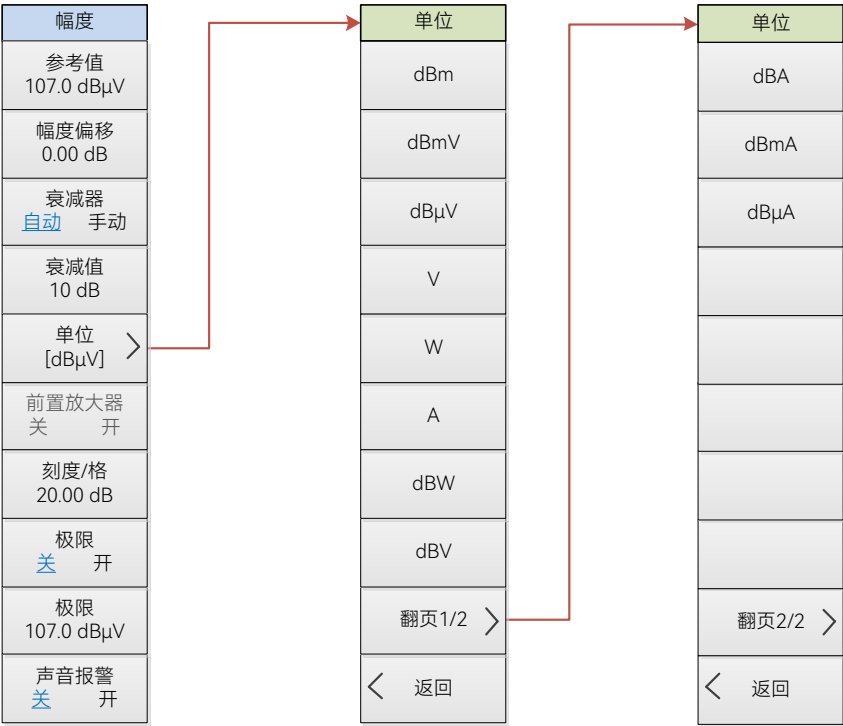 幅度
参考值
107.0 dBµV
幅度偏移
0.00 dB
衰减器
自动 手动
衰减值
10 dB
单位
[dBµV]
前置放大器
关 开
刻度/格
20.00 dB
极限
关 开
极限
107.0 dBµV
声音报警
关 开
单位
dBm
dBmV
dBµV
V
W
A
dBW
dBV
翻页1/2
返回
单位
dBA
dBmA
dBµA
翻页2/2
返回